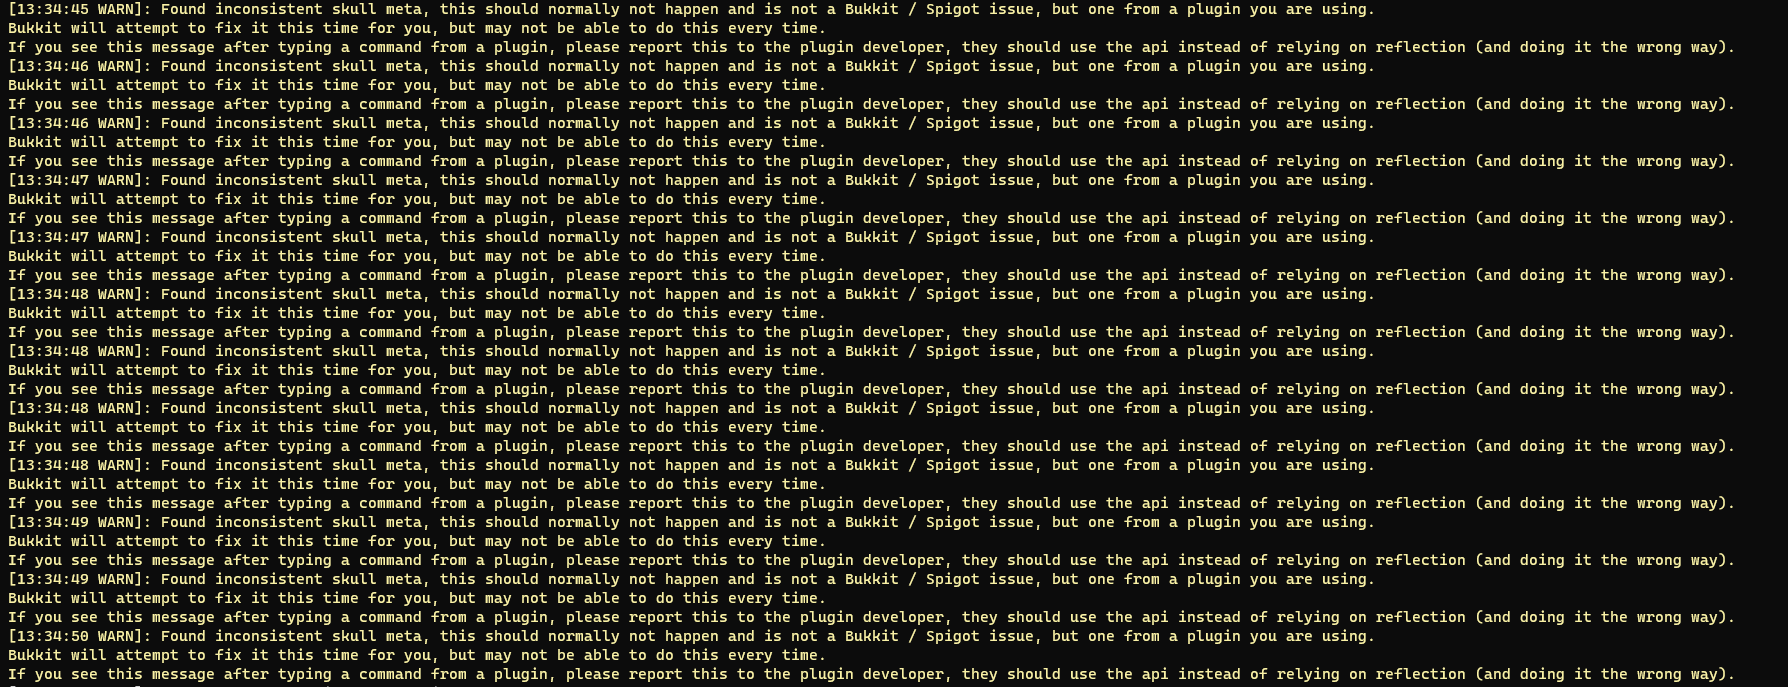 [13:34:45 WARN]: Found inconsistent skull meta, this should normally not happen and is not a Bukkit / Spigot issue, but one from a plugin you are using.
Bukkit will attempt to fix it this time for you, but may not be able to do this every time.
If you see this message after typing a command from a plugin, please report this to the plugin developer, they should use the api instead of relying on reflection (and doing it the wrong way).
[13:34:46 WARN]: Found inconsistent skull meta, this should normally not happen and is not a Bukkit / Spigot issue, but one from a plugin you are using.
Bukkit will attempt to fix it this time for you, but may not be able to do this every time.
If you see this message after typing a command from a plugin, please report this to the plugin developer, they should use the api instead of relying on reflection (and doing it the wrong way).
[13:34:46 WARN]: Found inconsistent skull meta, this should normally not happen and is not a Bukkit / Spigot issue, but one from a plugin you are using.
Bukkit will attempt to fix it this time for you, but may not be able to do this every time.
If you see this message after typing a command from a plugin, please report this to the plugin developer, they should use the api instead of relying on reflection (and doing it the wrong way).
[13:34:47 WARN]: Found inconsistent skull meta, this should normally not happen and is not a Bukkit / Spigot issue, but one from a plugin you are using.
Bukkit will attempt to fix it this time for you, but may not be able to do this every time.
If you see this message after typing a command from a plugin, please report this to the plugin developer, they should use the api instead of relying on reflection (and doing it the wrong way).
[13:34:47 WARN]: Found inconsistent skull meta, this should normally not happen and is not a Bukkit / Spigot issue, but one from a plugin you are using.
Bukkit will attempt to fix it this time for you, but may not be able to do this every time.
If you see this message after typing a command from a plugin, please report this to the plugin developer, they should use the api instead of relying on reflection (and doing it the wrong way).
[13:34:48 WARN]: Found inconsistent skull meta, this should normally not happen and is not a Bukkit / Spigot issue, but one from a plugin you are using.
Bukkit will attempt to fix it this time for you, but may not be able to do this every time.
If you see this message after typing a command from a plugin, please report this to the plugin developer, they should use the api instead of relying on reflection (and doing it the wrong way).
[13:34:48 WARN]: Found inconsistent skull meta, this should normally not happen and is not a Bukkit / Spigot issue, but one from a plugin you are using.
Bukkit will attempt to fix it this time for you, but may not be able to do this every time.
If you see this message after typing a command from a plugin, please report this to the plugin developer, they should use the api instead of relying on reflection (and doing it the wrong way).
[13:34:48 WARN]: Found inconsistent skull meta, this should normally not happen and is not a Bukkit / Spigot issue, but one from a plugin you are using.
Bukkit will attempt to fix it this time for you, but may not be able to do this every time.
If you see this message after typing a command from a plugin, please report this to the plugin developer, they should use the api instead of relying on reflection (and doing it the wrong way).
[13:34:48 WARN]: Found inconsistent skull meta, this should normally not happen and is not a Bukkit / Spigot issue, but one from a plugin you are using.
Bukkit will attempt to fix it this time for you, but may not be able to do this every time.
If you see this message after typing a command from a plugin, please report this to the plugin developer, they should use the api instead of relying on reflection (and doing it the wrong way).
[13:34:49 WARN]: Found inconsistent skull meta, this should normally not happen and is not a Bukkit / Spigot issue, but one from a plugin you are using.
Bukkit will attempt to fix it this time for you, but may not be able to do this every time.
If you see this message after typing a command from a plugin, please report this to the plugin developer, they should use the api instead of relying on reflection (and doing it the wrong way).
[13:34:49 WARN]: Found inconsistent skull meta, this should normally not happen and is not a Bukkit / Spigot issue, but one from a plugin you are using.
Bukkit will attempt to fix it this time for you, but may not be able to do this every time.
If you see this message after typing a command from a plugin, please report this to the plugin developer, they should use the api instead of relying on reflection (and doing it the wrong way).
[13:34:50 WARN]: Found inconsistent skull meta, this should normally not happen and is not a Bukkit / Spigot issue, but one from a plugin you are using.
Bukkit will attempt to fix it this time for you, but may not be able to do this every time.
If you see this message after typing a command from a plugin, please report this to the plugin developer, they should use the api instead of relying on reflection (and doing it the wrong way).